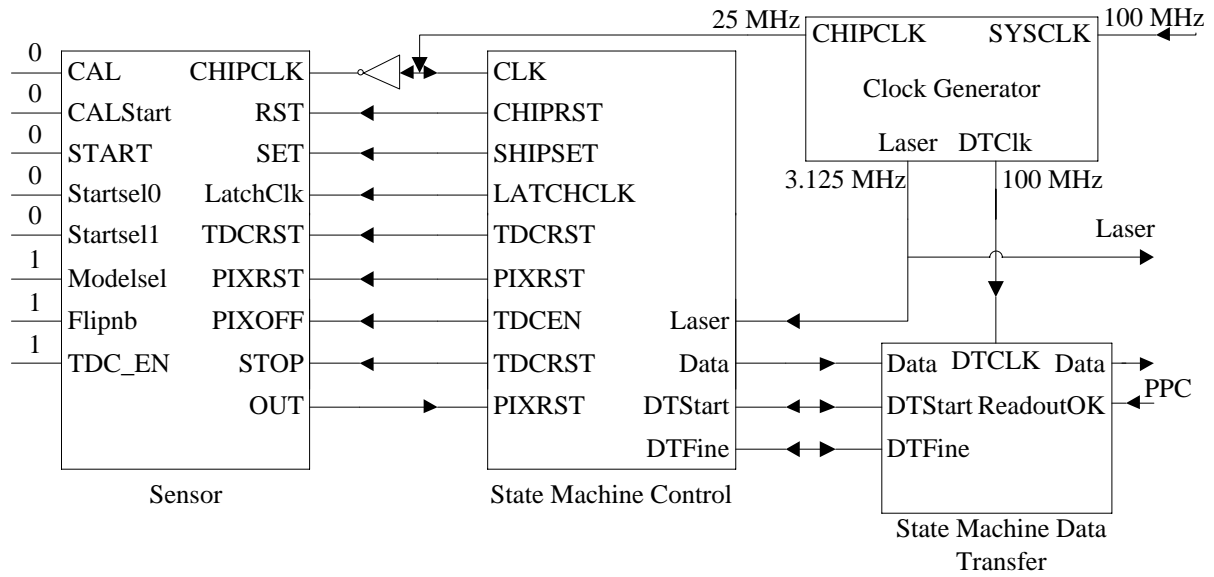 25 MHz
100 MHz
0
CHIPCLK SYSCLK
CAL CHIPCLK
CLK
Clock Generator
0
CALStart RST
CHIPRST
Laser DTClk
0
START SET
SHIPSET
3.125 MHz
100 MHz
0
Startsel0 LatchClk
LATCHCLK
0
Startsel1 TDCRST
TDCRST
Laser
1
Modelsel PIXRST
PIXRST
1
Flipnb PIXOFF
TDCEN Laser
1
TDC_EN STOP
TDCRST Data
Data DTCLK Data
OUT
PIXRST DTStart
DTStart ReadoutOK
PPC
DTFine
DTFine
Sensor
State Machine Control
State Machine Data
Transfer